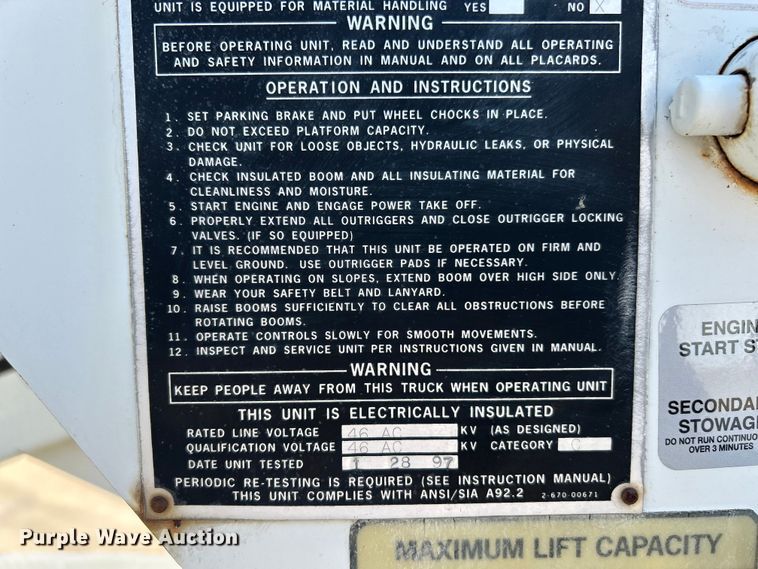 UNIT IS EQUIPPED FOR MATERIAL HANDLING YES NO X
WARNING
BEFORE OPERATING UNIT, READ AND UNDERSTAND ALL OPERATING
AND SAFETY INFORMATION IN MANUAL AND ON ALL PLACARDS.
OPERATION AND INSTRUCTIONS
1. SET PARKING BRAKE AND PUT WHEEL CHOCKS IN PLACE.
2. DO NOT EXCEED PLATFORM CAPACITY.
3. CHECK UNIT FOR LOOSE OBJECTS, HYDRAULIC LEAKS, OR PHYSICAL
DAMAGE.
4. CHECK INSULATED BOOM AND ALL INSULATING MATERIAL FOR
CLEANLINESS AND MOISTURE.
5. START ENGINE AND ENGAGE POWER TAKE OFF.
6. PROPERLY EXTEND ALL OUTRIGGERS AND CLOSE OUTRIGGER LOCKING
VALVES. (IF SO EQUIPPED)
7. IT IS RECOMMENDED THAT THIS UNIT BE OPERATED ON FIRM AND
LEVEL GROUND. USE OUTRIGGER PADS IF NECESSARY.
8. WHEN OPERATING ON SLOPES, EXTEND BOOM OVER HIGH SIDE ONLY.
9. WEAR YOUR SAFETY BELT AND LANYARD.
10. RAISE BOOMS SUFFICIENTLY TO CLEAR ALL OBSTRUCTIONS BEFORE
ROTATING BOOMS.
11. OPERATE CONTROLS SLOWLY FOR SMOOTH MOVEMENTS.
12. INSPECT AND SERVICE UNIT PER INSTRUCTIONS GIVEN IN MANUAL.
WARNING
KEEP PEOPLE AWAY FROM THIS TRUCK WHEN OPERATING UNIT
THIS UNIT IS ELECTRICALLY INSULATED
RATED LINE VOLTAGE 46 AC KV (AS DESIGNED)
QUALIFICATION VOLTAGE 46 AC KV CATEGORY C
DATE UNIT TESTED 1 28 97
PERIODIC RE-TESTING IS REQUIRED (SEE INSTRUCTION MANUAL)
THIS UNIT COMPLIES WITH ANSI/SIA A92.2 2-670-00671
ENGIN
START ST
SECONDA
STOWAG
DO NOT RUN CONTINUO
OVER 3 MINUTES
MAXIMUM LIFT CAPACITY
Purple Wave Auction